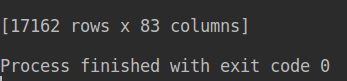 [17162 rows x 83 columns]
Process finished with exit code 0